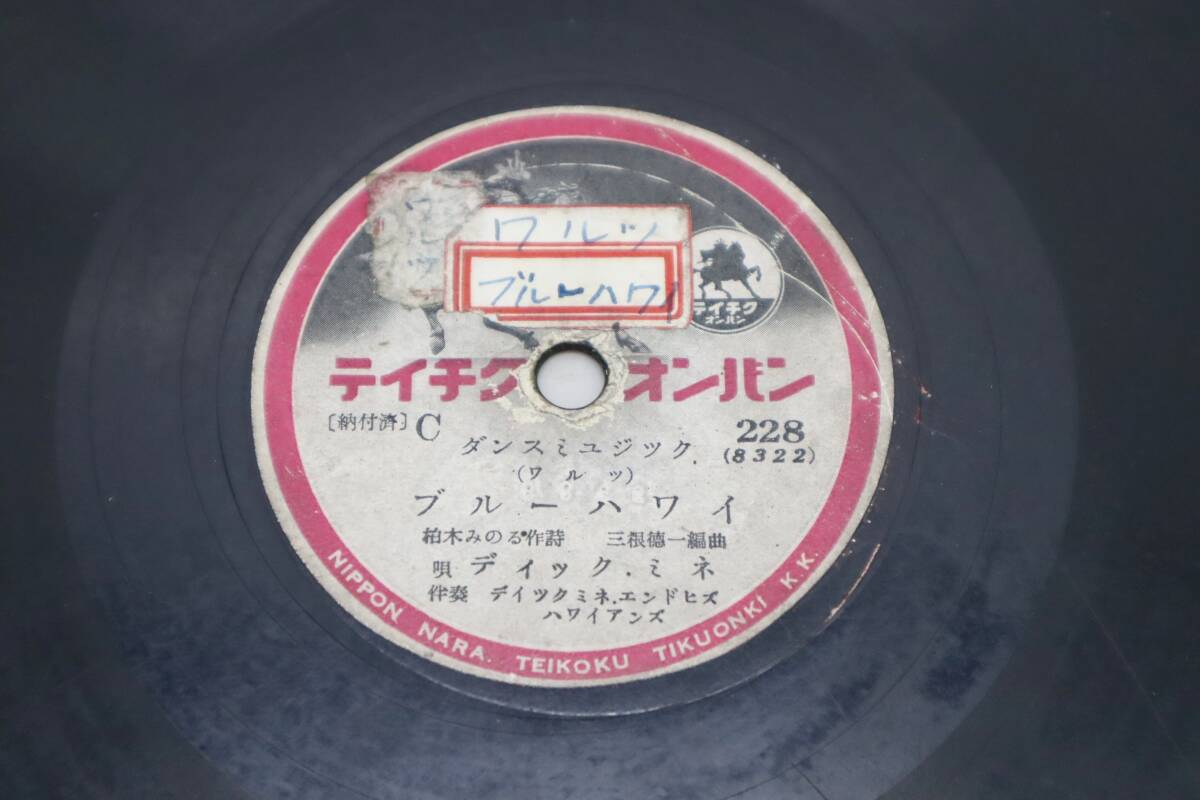 ワルツ
ブルーハワイ
テイチク
オンバン
テイチクオンバン
〔納付濟〕C
228
(8322)
ダンスミユジック
(ワルツ)
ブルーハワイ
柏木みのる作詩 三根德一編曲
唄 デイック.ミネ
伴奏 デイツクミネ.エンドヒズ
ハワイアンズ
NIPPON, NARA. TEIKOKU TIKUONKI K.K.